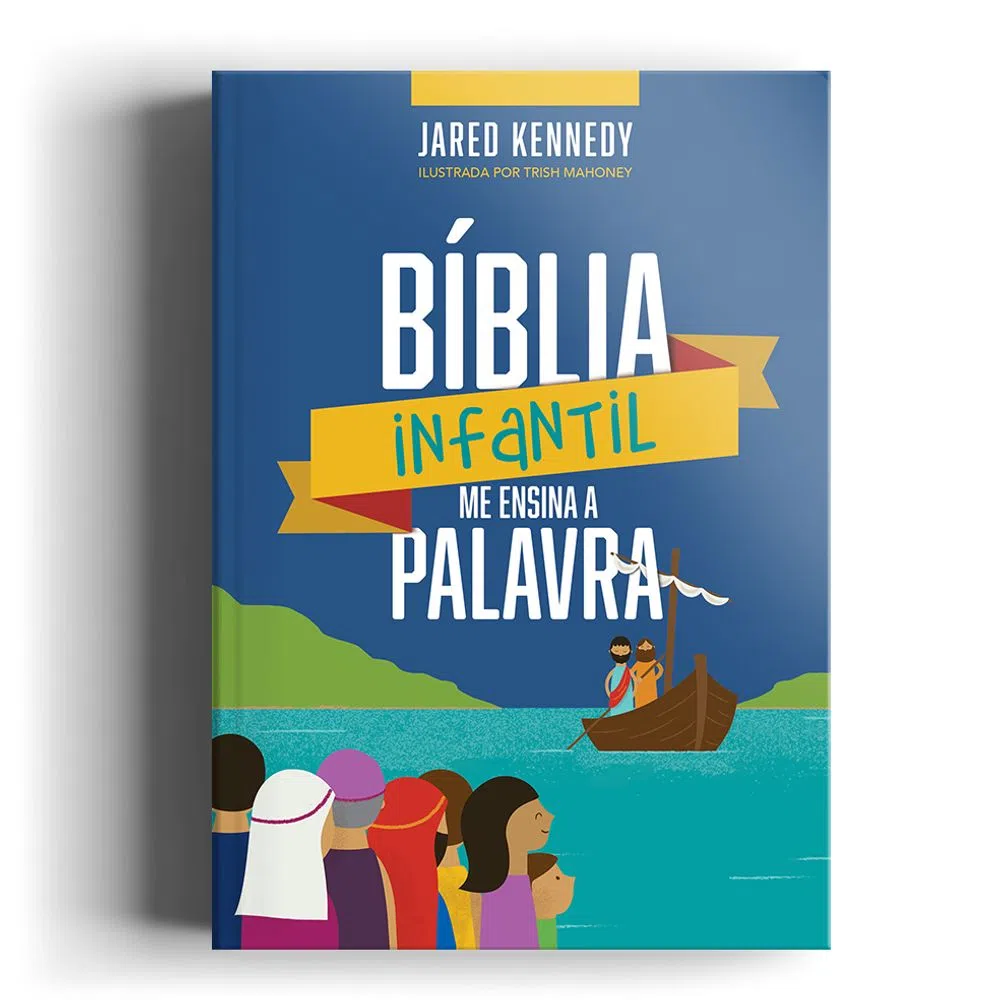 JARED KENNEDY
ILUSTRADA POR TRISH MAHONEY
BÍBLIA
infantil
ME ENSINA A
PALAVRA